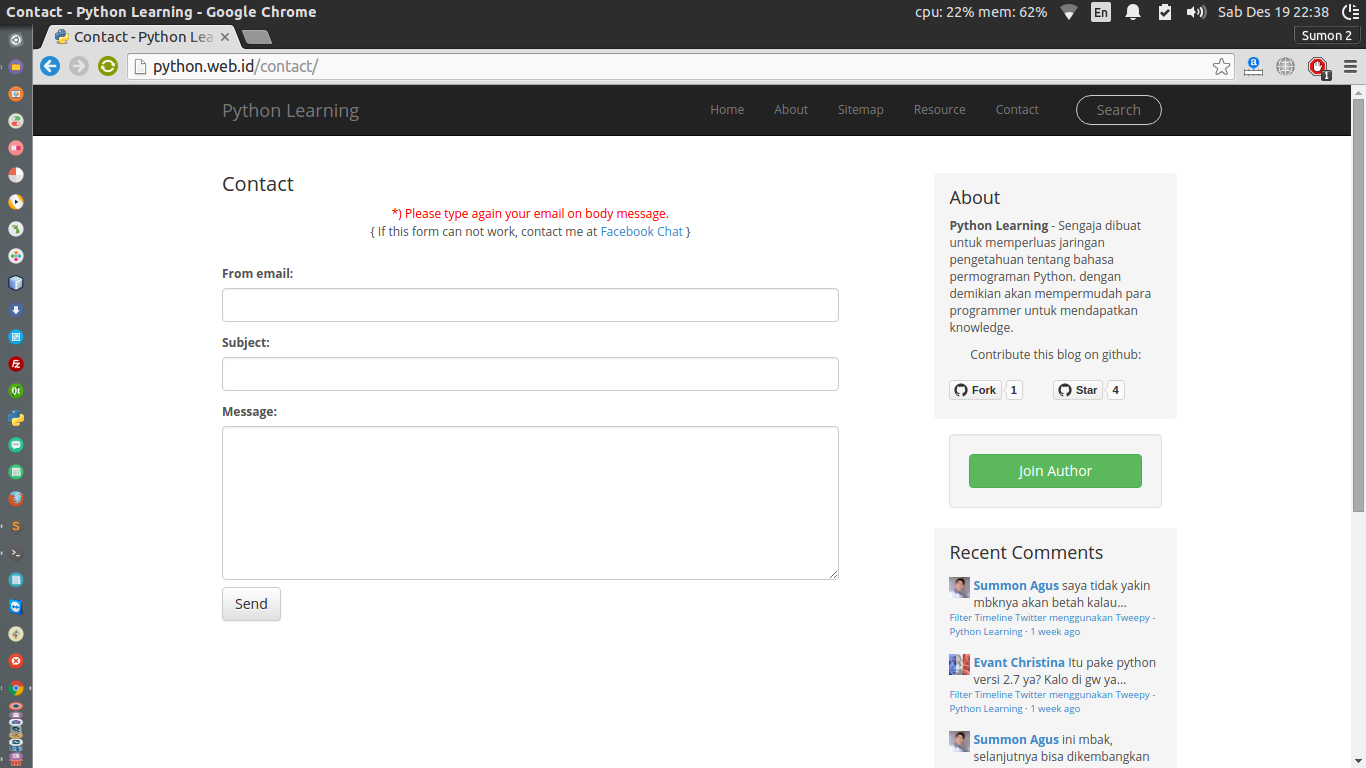 Contact - Python Learning - Google Chrome
cpu: 22% mem: 62%
En
Sab Des 19 22:38
Contact - Python Lea
Sumon 2
python.web.id/contact/
1
Python Learning
Home
About
Sitemap
Resource
Contact
Search
Contact
*) Please type again your email on body message.
{ If this form can not work, contact me at Facebook Chat }
From email:
Subject:
Message:
Send
About
Python Learning - Sengaja dibuat
untuk memperluas jaringan
pengetahuan tentang bahasa
permograman Python. dengan
demikian akan mempermudah para
programmer untuk mendapatkan
knowledge.
Contribute this blog on github:
Fork
1
Star
4
Join Author
Recent Comments
Summon Agus saya tidak yakin
mbknya akan betah kalau...
Filter Timeline Twitter menggunakan Tweepy -
Python Learning · 1 week ago
Evant Christina Itu pake python
versi 2.7 ya? Kalo di gw ya...
Filter Timeline Twitter menggunakan Tweepy -
Python Learning · 1 week ago
Summon Agus ini mbak,
selanjutnya bisa dikembangkan